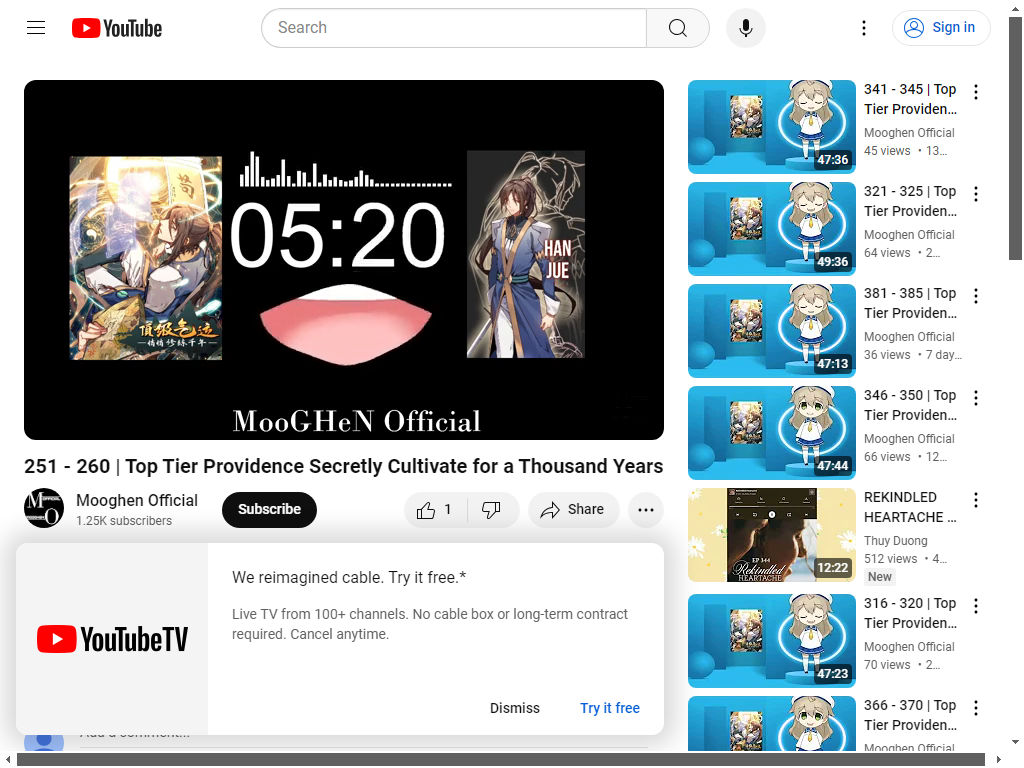 YouTube
Search
Sign in
頂级气运
一悄悄修练千年一
05:20
HAN
JUE
MooGHeN Official
251 - 260 | Top Tier Providence Secretly Cultivate for a Thousand Years
Mooghen Official
1.25K subscribers
Subscribe
1
Share
We reimagined cable. Try it free.*
Live TV from 100+ channels. No cable box or long-term contract
required. Cancel anytime.
YouTubeTV
Dismiss
Try it free
Add a comment...
341 - 345 | Top
Tier Providen...
Mooghen Official
45 views • 13...
47:36
321 - 325 | Top
Tier Providen...
Mooghen Official
64 views • 2...
49:36
381 - 385 | Top
Tier Providen...
Mooghen Official
36 views • 7 day...
47:13
346 - 350 | Top
Tier Providen...
Mooghen Official
66 views • 12...
47:44
REKINDLED
HEARTACHE ...
Thuy Duong
512 views • 4...
New
EP 344
Rekindled
HEARTACHE
12:22
316 - 320 | Top
Tier Providen...
Mooghen Official
70 views • 2...
47:23
366 - 370 | Top
Tier Providen...
Mooghen Official